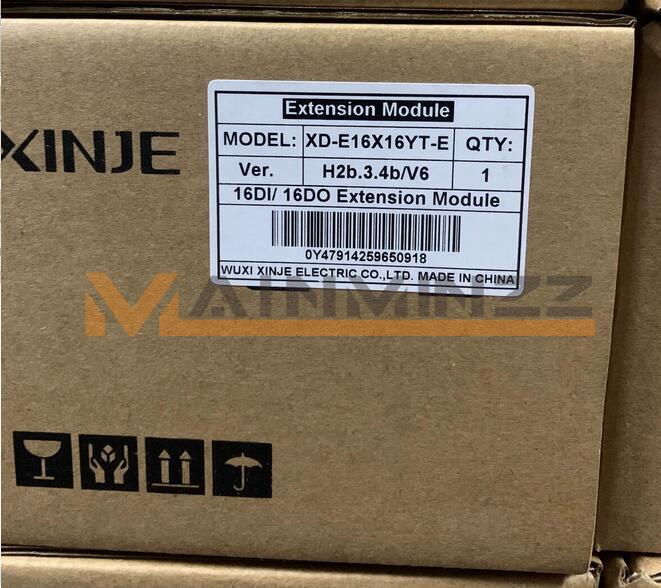 XINJE
Extension Module
MODEL: XD-E16X16YT-E QTY:
Ver. H2b.3.4b/V6 1
16DI/ 16DO Extension Module
0Y47914259650918
WUXI XINJE ELECTRIC CO.,LTD. MADE IN CHINA
MAINMINZZ